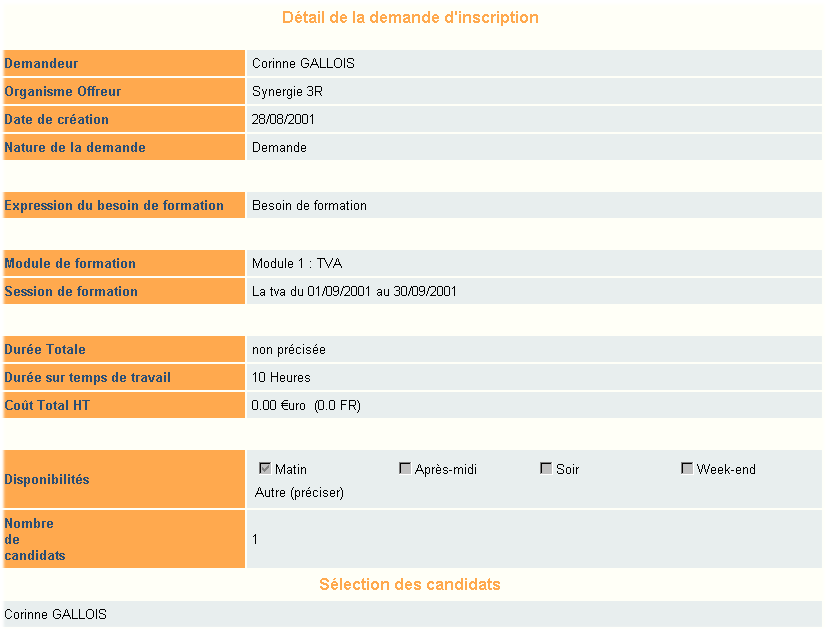 Détail de la demande d'inscription
Demandeur Corinne GALLOIS
Organisme Offreur Synergie 3R
Date de création 28/08/2001
Nature de la demande Demande
Expression du besoin de formation Besoin de formation
Module de formation Module 1 : TVA
Session de formation La tva du 01/09/2001 au 30/09/2001
Durée Totale non précisée
Durée sur temps de travail 10 Heures
Coût Total HT 0.00 €uro (0.0 FR)
Disponibilités
Matin Après-midi Soir Week-end
Autre (préciser)
Nombre
de
candidats
1
Sélection des candidats
Corinne GALLOIS